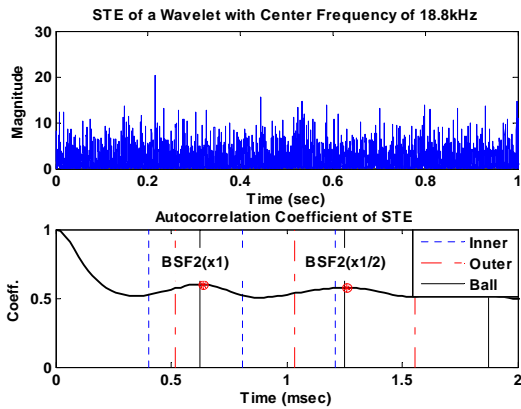 STE of a Wavelet with Center Frequency of 18.8kHz
30
20
10
0
Magnitude
0 0.2 0.4 0.6 0.8 1
Time (sec)
Autocorrelation Coefficient of STE
1
0.5
0
Coeff.
BSF2(x1)
BSF2(x1/2)
Inner
Outer
Ball
0 0.5 1 1.5 2
Time (msec)